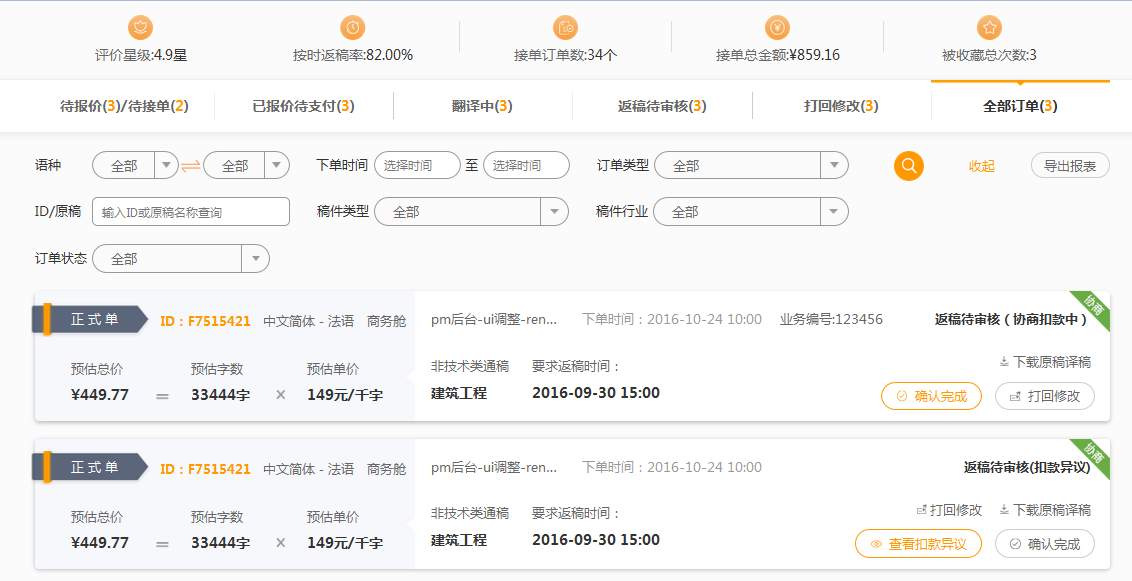 评价星级:4.9星 按时返稿率:82.00% 接单订单数:34个 接单总金额:¥859.16 被收藏总次数:3
待报价(3)/待接单(2) 已报价待支付(3) 翻译中(3) 返稿待审核(3) 打回修改(3) 全部订单(3)
语种 全部 全部 下单时间 选择时间 至 选择时间 订单类型 全部 收起 导出报表
ID/原稿 输入ID或原稿名称查询 稿件类型 全部 稿件行业 全部
订单状态 全部
协商
正式单 ID：F7515421 中文简体 - 法语 商务舱 pm后台-ui调整-ren... 下单时间：2016-10-24 10:00 业务编号:123456 返稿待审核（协商扣款中）
预估总价 预估字数 预估单价 非技术类通稿 要求返稿时间： 下载原稿译稿
¥449.77 = 33444字 × 149元/千字 建筑工程 2016-09-30 15:00 确认完成 打回修改
协商
正式单 ID：F7515421 中文简体 - 法语 商务舱 pm后台-ui调整-ren... 下单时间：2016-10-24 10:00 返稿待审核(扣款异议)
预估总价 预估字数 预估单价 非技术类通稿 要求返稿时间： 打回修改 下载原稿译稿
¥449.77 = 33444字 × 149元/千字 建筑工程 2016-09-30 15:00 查看扣款异议 确认完成